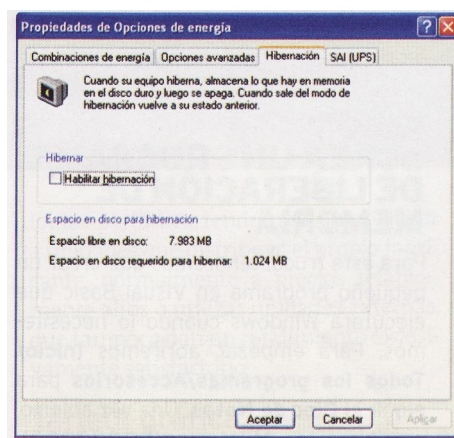 Propiedades de Opciones de energía
Combinaciones de energía Opciones avanzadas Hibernación SAI (UPS)
Cuando su equipo hiberna, almacena lo que hay en memoria
en el disco duro y luego se apaga. Cuando sale del modo de
hibernación vuelve a su estado anterior.
Hibernar
Habilitar hibernación
Espacio en disco para hibernación
Espacio libre en disco: 7.983 MB
Espacio en disco requerido para hibernar: 1.024 MB
Aceptar Cancelar Aplicar